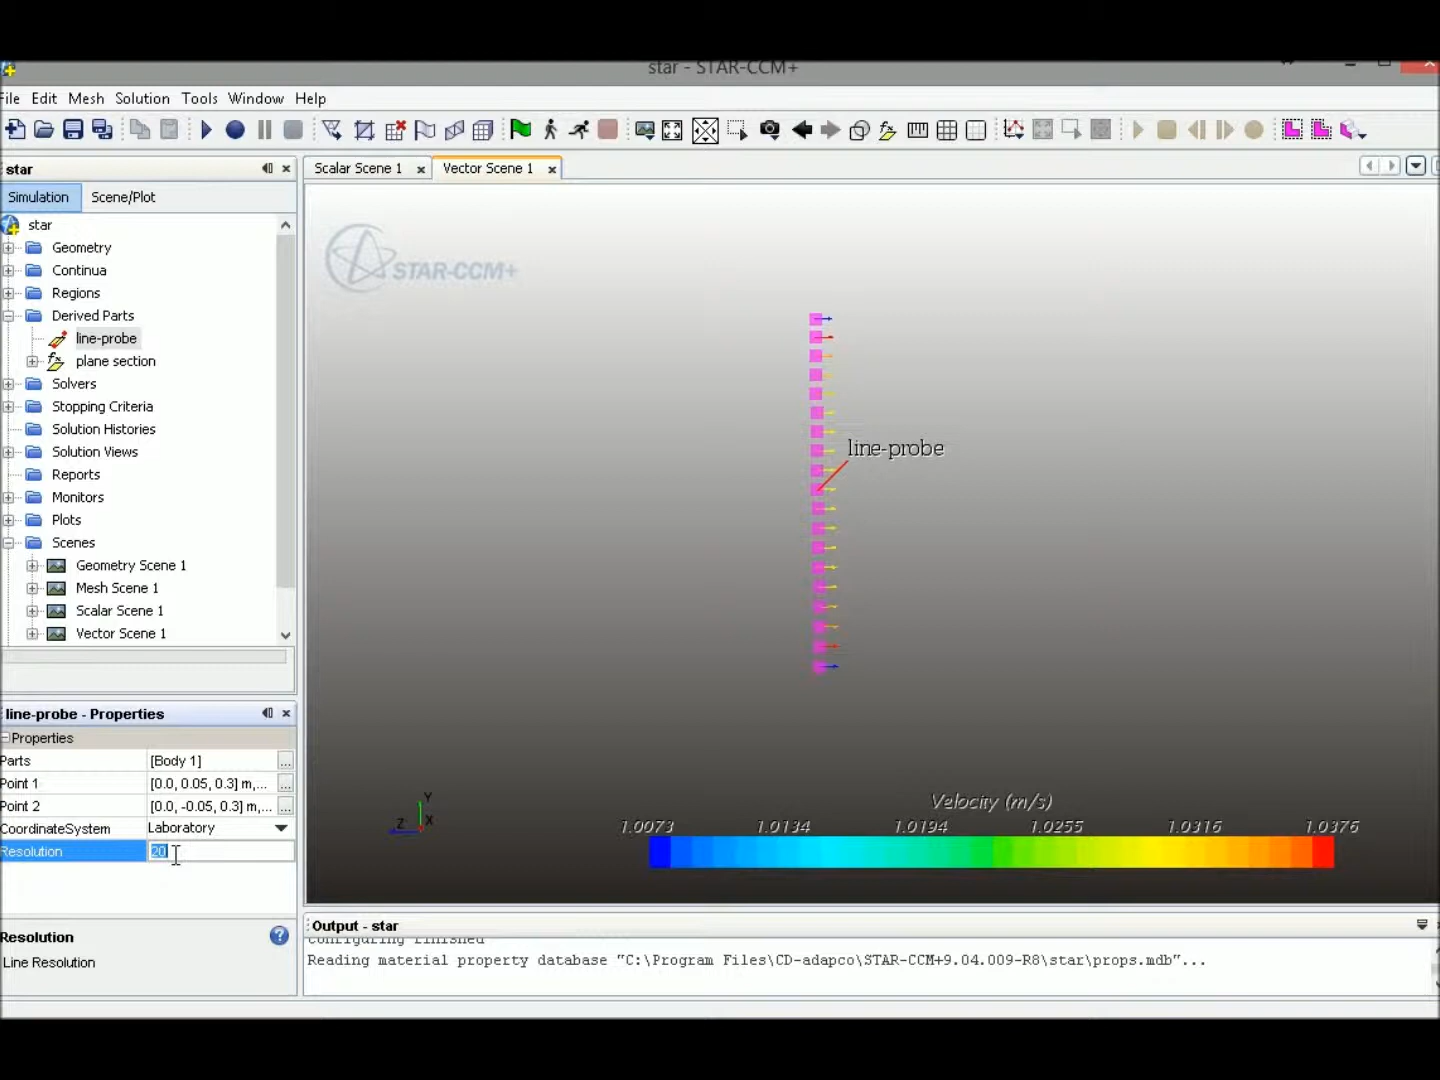 star - STAR-CCM+
File Edit Mesh Solution Tools Window Help
star
Scalar Scene 1
Vector Scene 1
Simulation
Scene/Plot
star
Geometry
Continua
Regions
Derived Parts
line-probe
plane section
Solvers
Stopping Criteria
Solution Histories
Solution Views
Reports
Monitors
Plots
Scenes
Geometry Scene 1
Mesh Scene 1
Scalar Scene 1
Vector Scene 1
STAR-CCM+
line-probe
Y
Z
X
Velocity (m/s)
1.0073 1.0134 1.0194 1.0255 1.0316 1.0376
line-probe - Properties
Properties
Parts [Body 1] ...
Point 1 [0.0, 0.05, 0.3] m,... ...
Point 2 [0.0, -0.05, 0.3] m,... ...
CoordinateSystem Laboratory
Resolution 20
Resolution
Line Resolution
Output - star
Configuring finished
Reading material property database "C:\Program Files\CD-adapco\STAR-CCM+9.04.009-R8\star\props.mdb"...